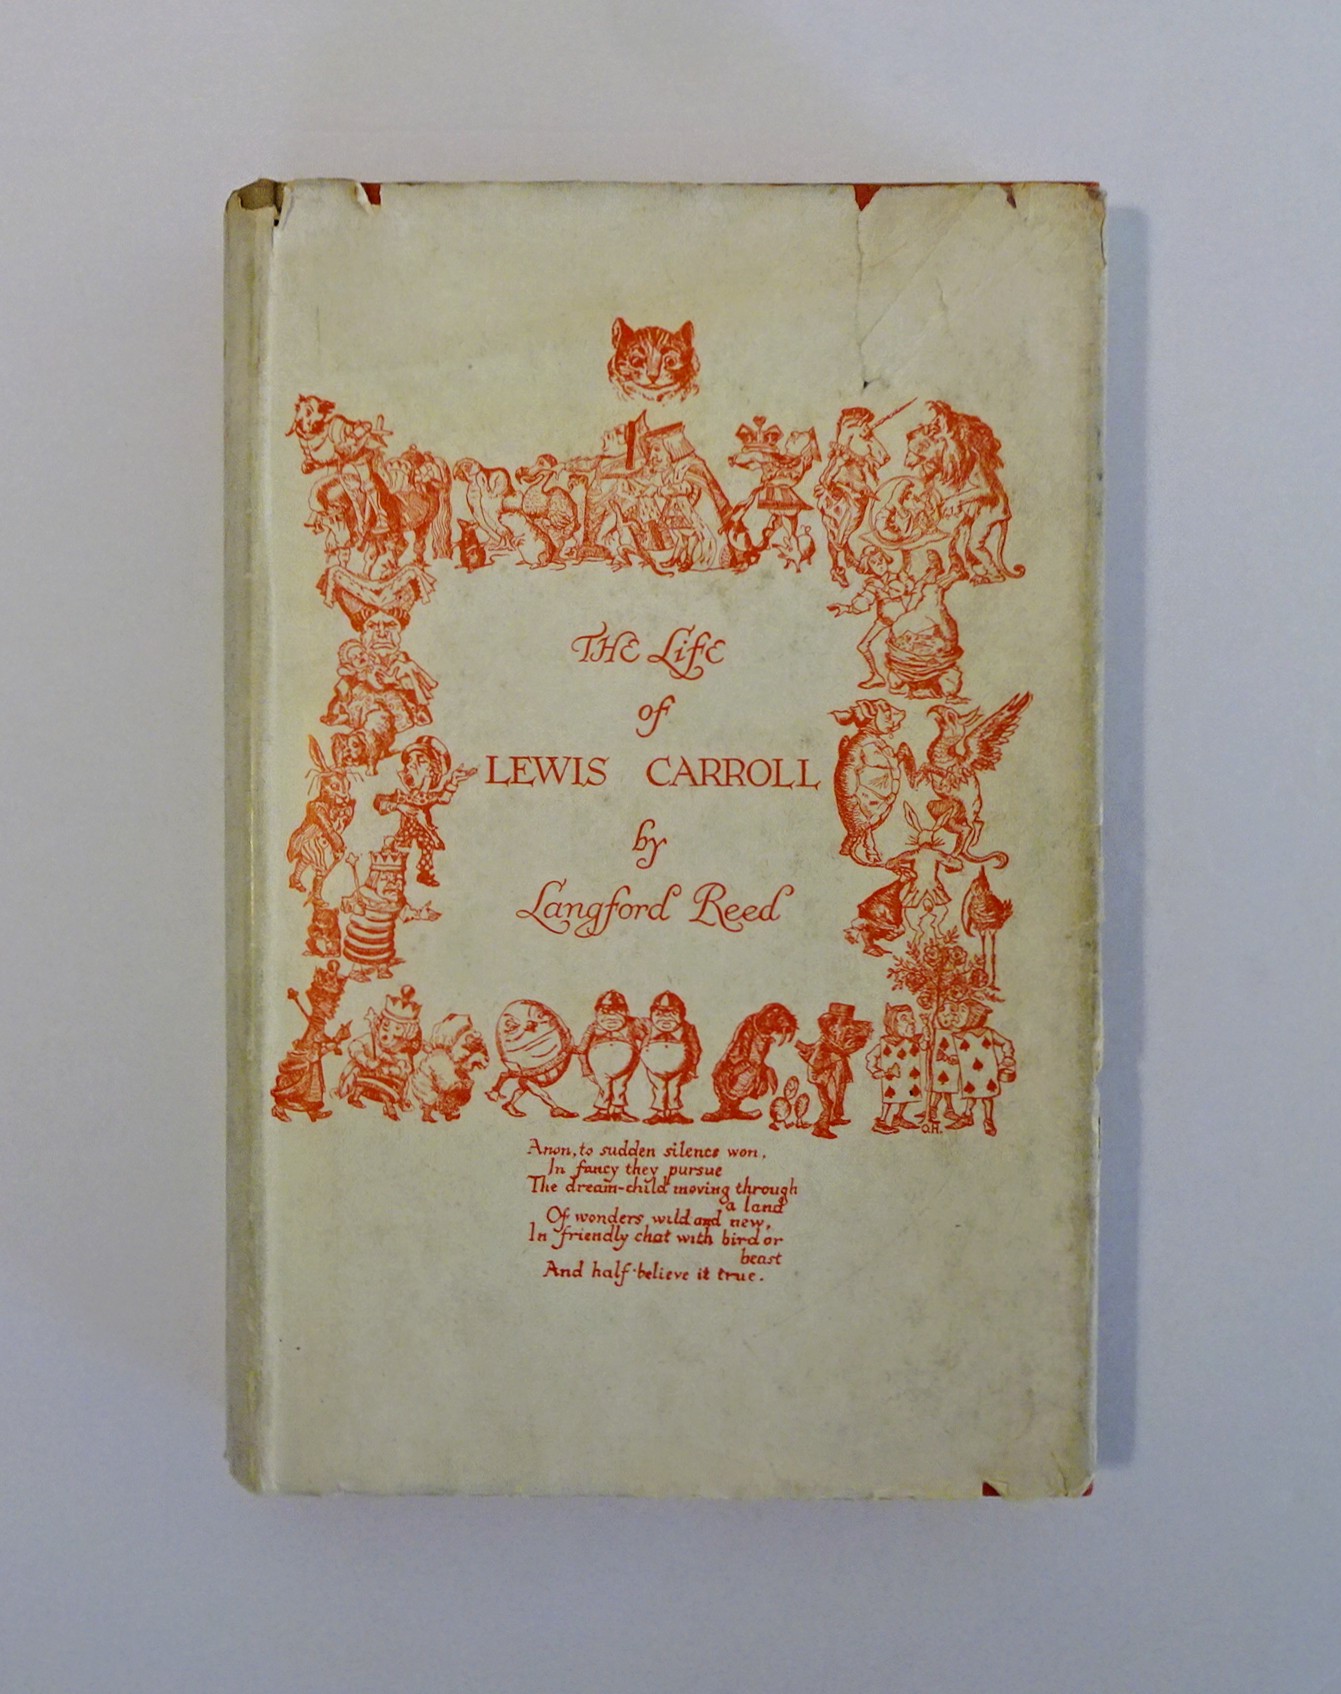 THE LiFE
of
LEWIS CARROLL
by
Langford Reed
O.H.
Anon, to sudden silence won,
In fancy they pursue
The dream-child moving through
a land
Of wonders wild and new,
In friendly chat with bird or
beast
And half-believe it true.